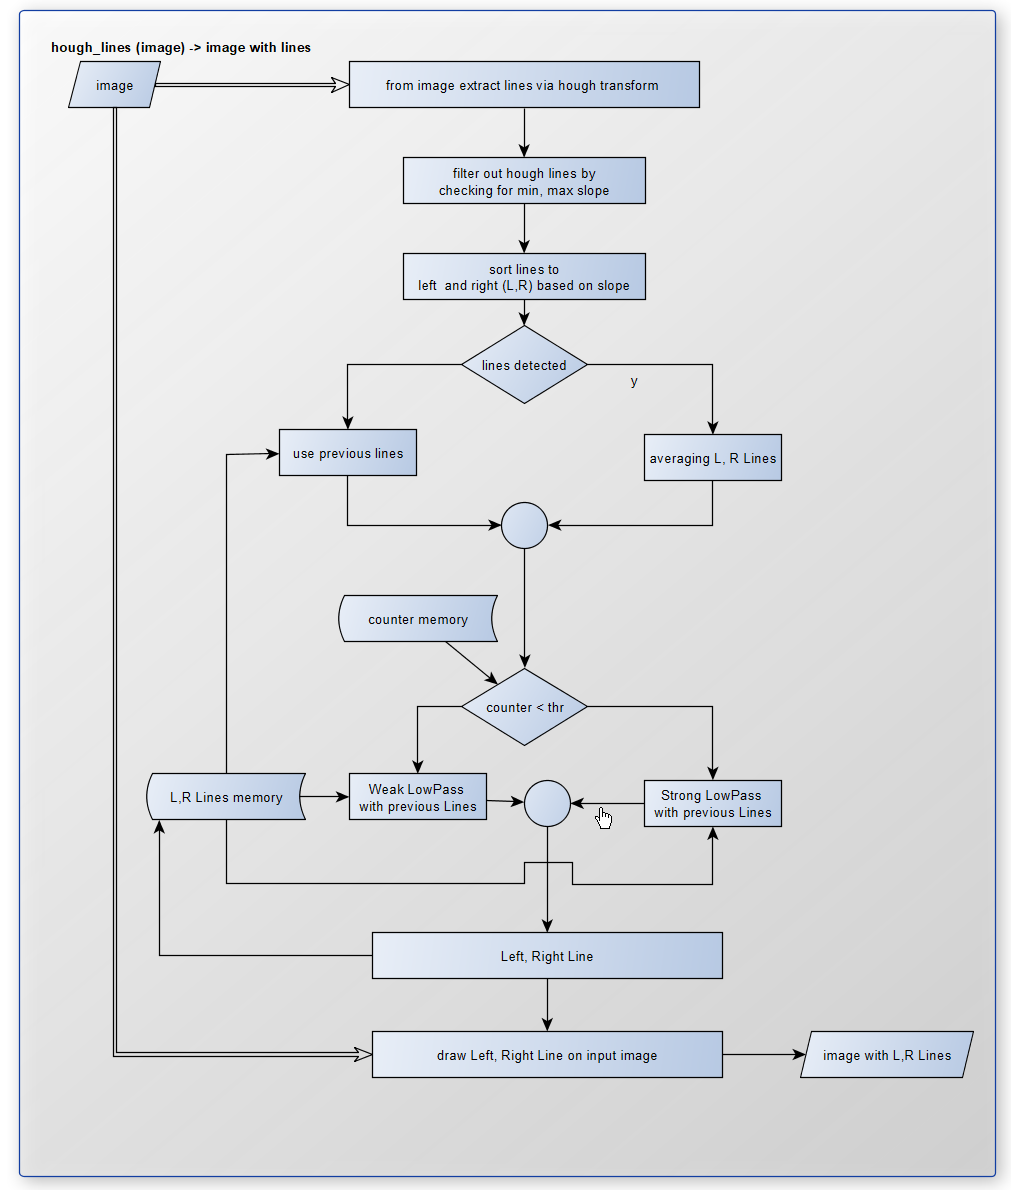 hough_lines (image) -> image with lines
image
from image extract lines via hough transform
filter out hough lines by
checking for min, max slope
sort lines to
left and right (L,R) based on slope
lines detected
y
use previous lines
averaging L, R Lines
counter memory
counter < thr
L,R Lines memory
Weak LowPass
with previous Lines
Strong LowPass
with previous Lines
Left, Right Line
draw Left, Right Line on input image
image with L,R Lines